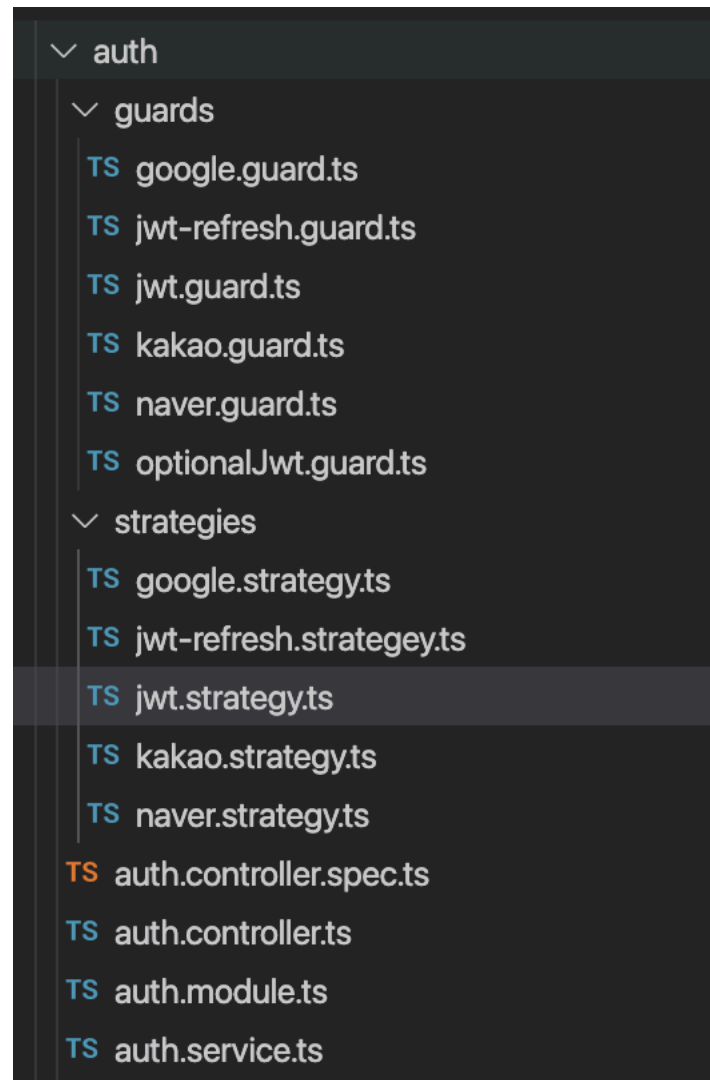 auth
guards
TS google.guard.ts
TS jwt-refresh.guard.ts
TS jwt.guard.ts
TS kakao.guard.ts
TS naver.guard.ts
TS optionalJwt.guard.ts
strategies
TS google.strategy.ts
TS jwt-refresh.strategey.ts
TS jwt.strategy.ts
TS kakao.strategy.ts
TS naver.strategy.ts
TS auth.controller.spec.ts
TS auth.controller.ts
TS auth.module.ts
TS auth.service.ts